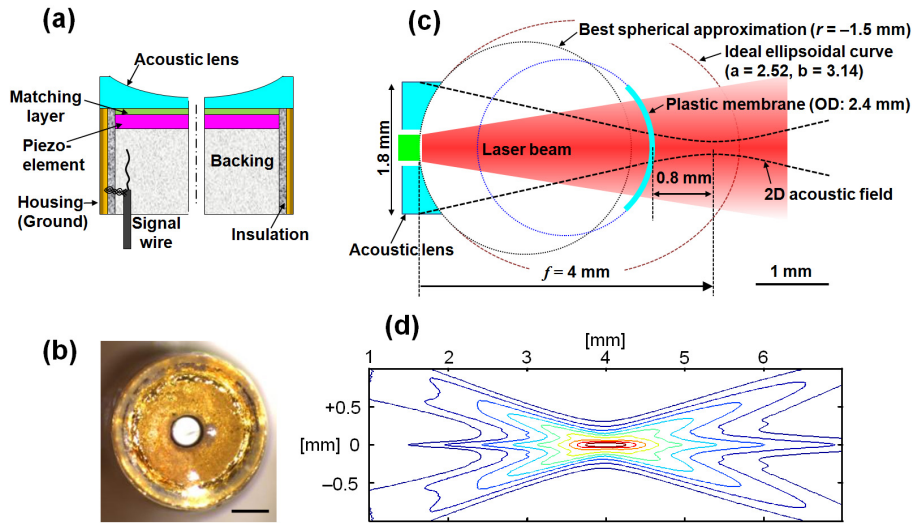 (a)
Acoustic lens
Matching
layer
Piezo-
element
Backing
Housing
(Ground)
Signal
wire
Insulation
(c)
Best spherical approximation (r = –1.5 mm)
Ideal ellipsoidal curve
(a = 2.52, b = 3.14)
Plastic membrane (OD: 2.4 mm)
1.8 mm
Laser beam
0.8 mm
2D acoustic field
Acoustic lens
f = 4 mm
1 mm
(b)
(d)
[mm]
1 2 3 4 5 6
+0.5
[mm] 0
–0.5